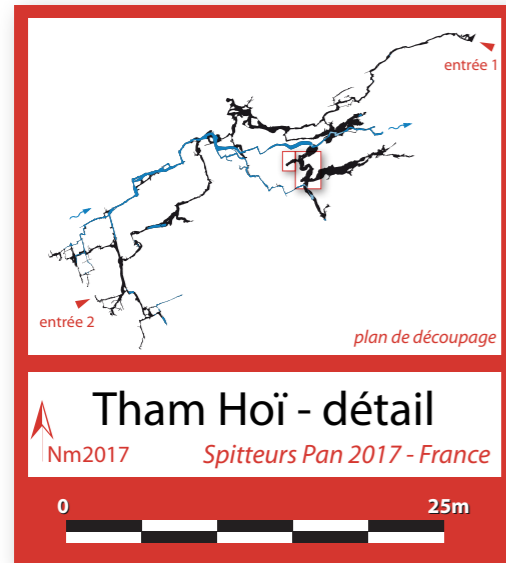 entrée 1
entrée 2
plan de découpage
Tham Hoï - détail
Nm2017
Spitteurs Pan 2017 - France
0
25m